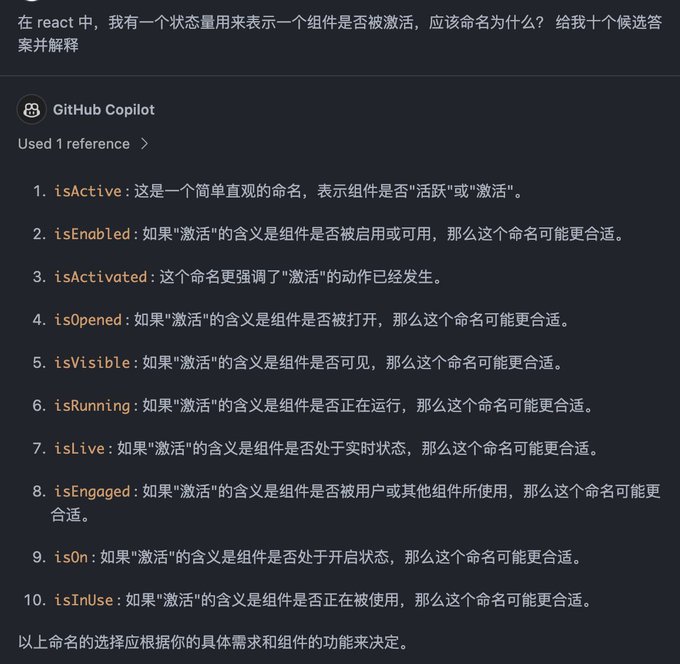 在 react 中，我有一个状态量用来表示一个组件是否被激活，应该命名为什么？ 给我十个候选答
案并解释
GitHub Copilot
Used 1 reference
1. isActive：这是一个简单直观的命名，表示组件是否"活跃"或"激活"。
2. isEnabled：如果"激活"的含义是组件是否被启用或可用，那么这个命名可能更合适。
3. isActivated：这个命名更强调了"激活"的动作已经发生。
4. isOpened：如果"激活"的含义是组件是否被打开，那么这个命名可能更合适。
5. isVisible：如果"激活"的含义是组件是否可见，那么这个命名可能更合适。
6. isRunning：如果"激活"的含义是组件是否正在运行，那么这个命名可能更合适。
7. isLive：如果"激活"的含义是组件是否处于实时状态，那么这个命名可能更合适。
8. isEngaged：如果"激活"的含义是组件是否被用户或其他组件所使用，那么这个命名可能更
合适。
9. isOn：如果"激活"的含义是组件是否处于开启状态，那么这个命名可能更合适。
10. isInUse：如果"激活"的含义是组件是否正在被使用，那么这个命名可能更合适。
以上命名的选择应根据你的具体需求和组件的功能来决定。